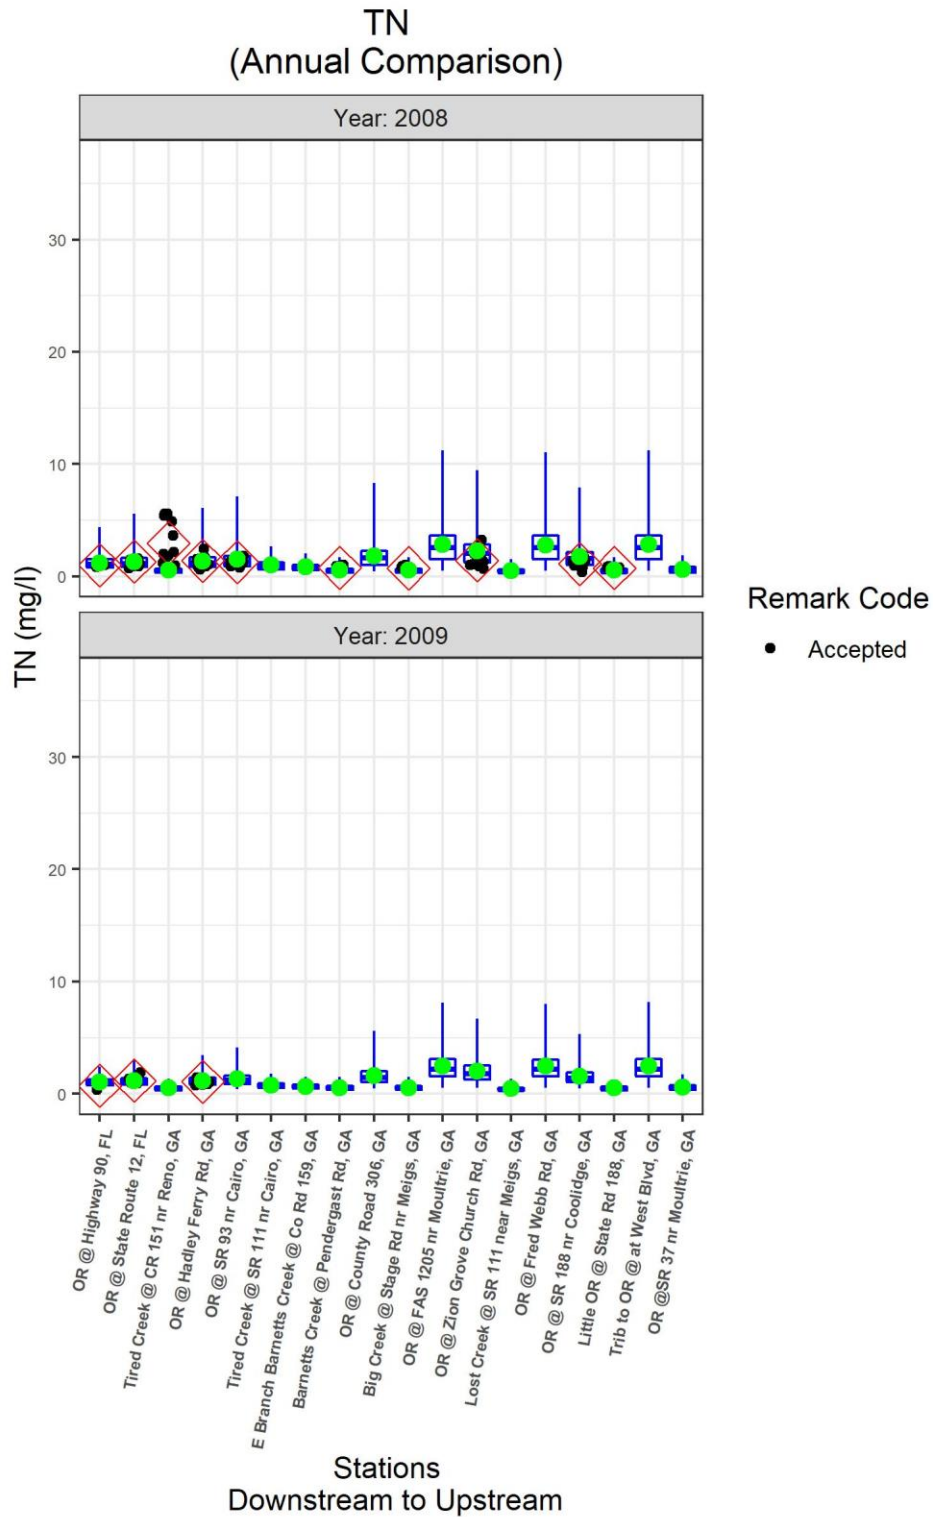 TN
(Annual Comparison)
Year: 2008
30
20
10
0
Year: 2009
30
20
10
0
TN (mg/l)
Remark Code
Accepted
OR @ Highway 90, FL
OR @ State Route 12, FL
Tired Creek @ CR 151 nr Reno, GA
OR @ Hadley Ferry Rd, GA
OR @ SR 93 nr Cairo, GA
Tired Creek @ SR 111 nr Cairo, GA
E Branch Barnetts Creek @ Co Rd 159, GA
Barnetts Creek @ Pendergast Rd, GA
OR @ County Road 306, GA
Big Creek @ Stage Rd nr Meigs, GA
OR @ FAS 1205 nr Moultrie, GA
OR @ Zion Grove Church Rd, GA
Lost Creek @ SR 111 near Meigs, GA
OR @ Fred Webb Rd, GA
OR @ SR 188 nr Coolidge, GA
Little OR @ State Rd 188, GA
Trib to OR @ at West Blvd, GA
OR @SR 37 nr Moultrie, GA
Stations
Downstream to Upstream